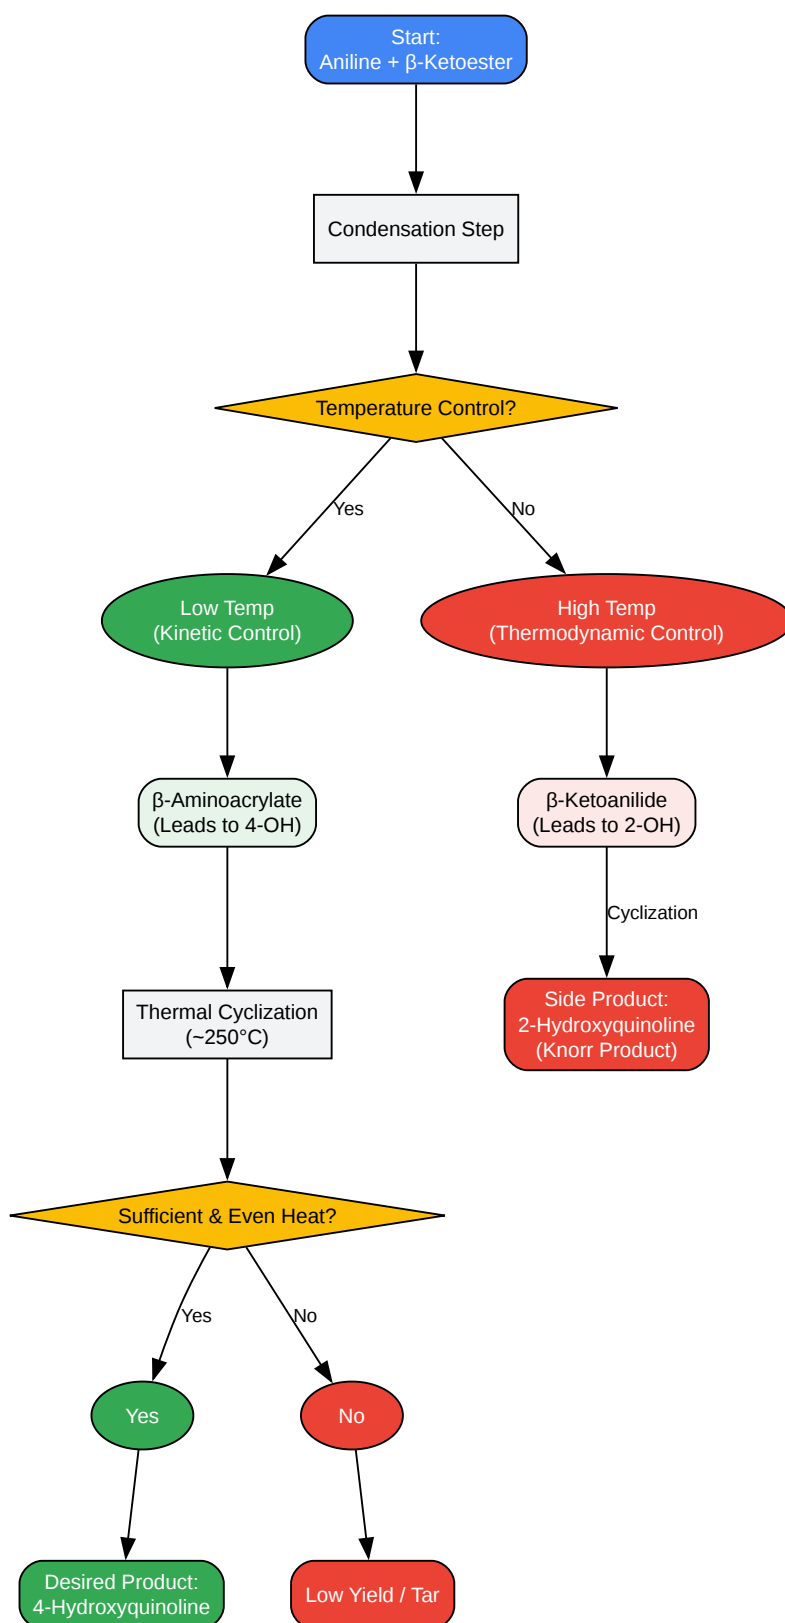 Start:
Aniline + β-Ketoester
Condensation Step
Temperature Control?
Yes
No
Low Temp
(Kinetic Control)
High Temp
(Thermodynamic Control)
β-Aminoacrylate
(Leads to 4-OH)
β-Ketoanilide
(Leads to 2-OH)
Cyclization
Thermal Cyclization
(~250°C)
Side Product:
2-Hydroxyquinoline
(Knorr Product)
Sufficient & Even Heat?
Yes
No
Yes
No
Desired Product:
4-Hydroxyquinoline
Low Yield / Tar